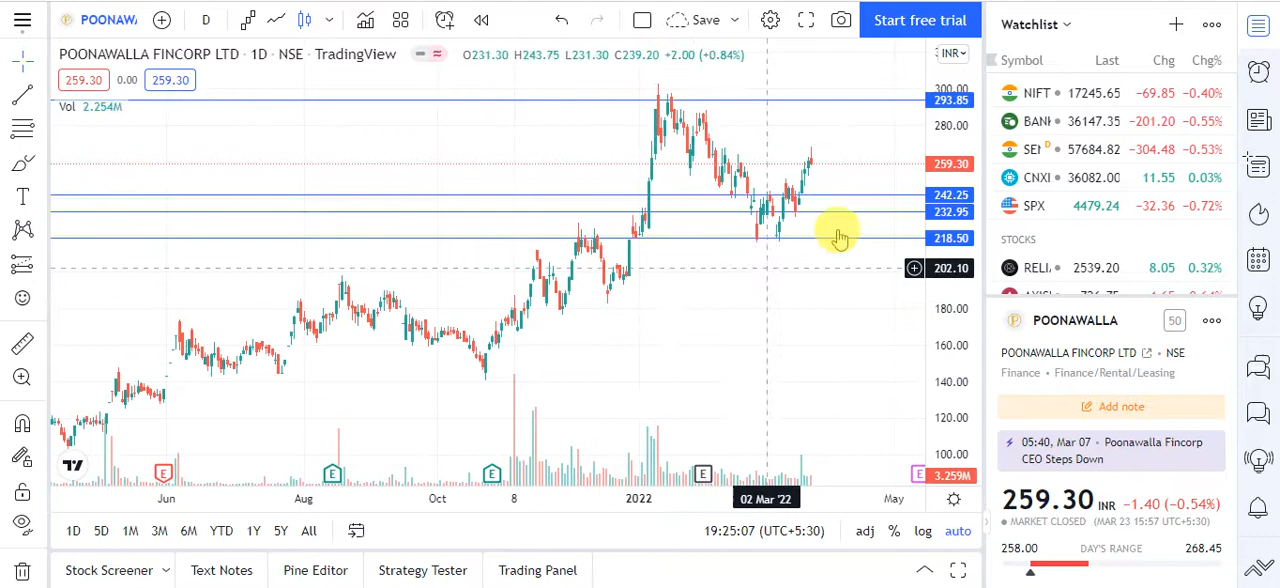 POONAWA
D
Save
Start free trial
POONAWALLA FINCORP LTD · 1D · NSE · TradingView
O231.30 H243.75 L231.30 C239.20 +2.00 (+0.84%)
INR
259.30 0.00 259.30
Vol 2.254M
300.00
293.85
280.00
259.30
242.25
232.95
218.50
202.10
180.00
160.00
140.00
120.00
100.00
3.259M
E E E E E
Jun Aug Oct 8 2022 02 Mar '22 May
1D 5D 1M 3M 6M YTD 1Y 5Y All
19:25:07 (UTC+5:30) adj % log auto
Stock Screener Text Notes Pine Editor Strategy Tester Trading Panel
Watchlist
Symbol Last Chg Chg%
NIFT 17245.65 −69.85 −0.40%
BANK 36147.35 −201.20 −0.55%
SEN D 57684.82 −304.48 −0.53%
CNXI 36082.00 11.55 0.03%
SPX 4479.24 −32.36 −0.72%
STOCKS
RELI 2539.20 8.05 0.32%
POONAWALLA 50
POONAWALLA FINCORP LTD · NSE
Finance · Finance/Rental/Leasing
Add note
05:40, Mar 07 · Poonawalla Fincorp
CEO Steps Down
259.30 INR −1.40 (−0.54%)
MARKET CLOSED (MAR 23 15:57 UTC+5:30)
258.00 DAY'S RANGE 268.45